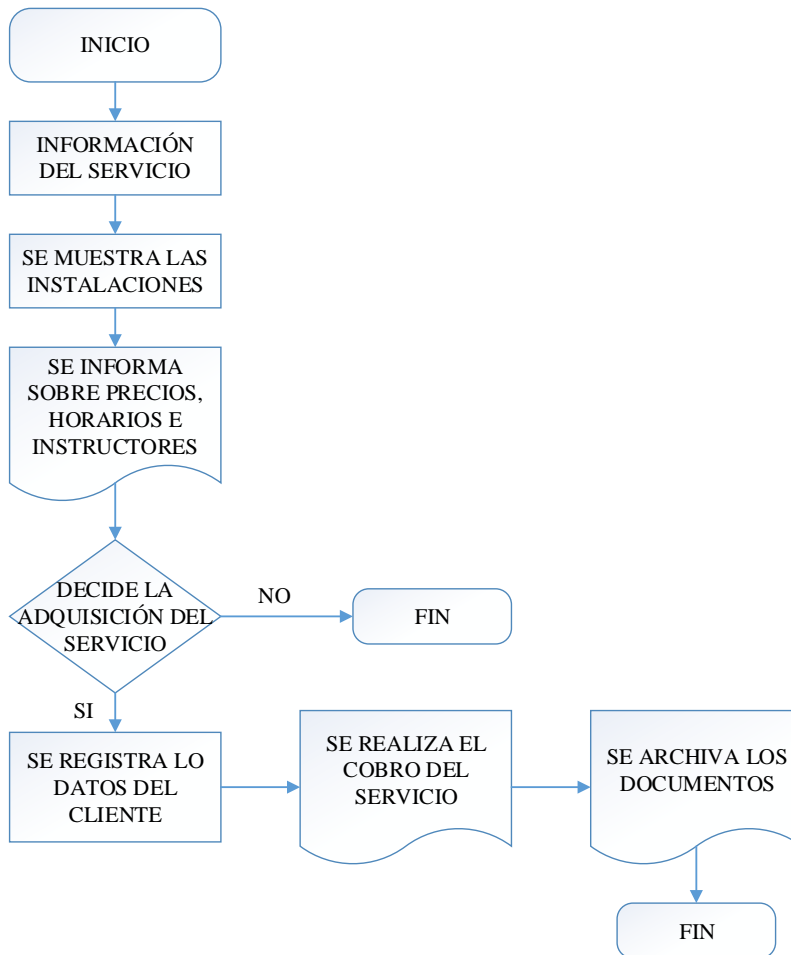 INICIO
INFORMACIÓN
DEL SERVICIO
SE MUESTRA LAS
INSTALACIONES
SE INFORMA
SOBRE PRECIOS,
HORARIOS E
INSTRUCTORES
DECIDE LA
ADQUISICIÓN DEL
SERVICIO
NO
FIN
SI
SE REGISTRA LO
DATOS DEL
CLIENTE
SE REALIZA EL
COBRO DEL
SERVICIO
SE ARCHIVA LOS
DOCUMENTOS
FIN